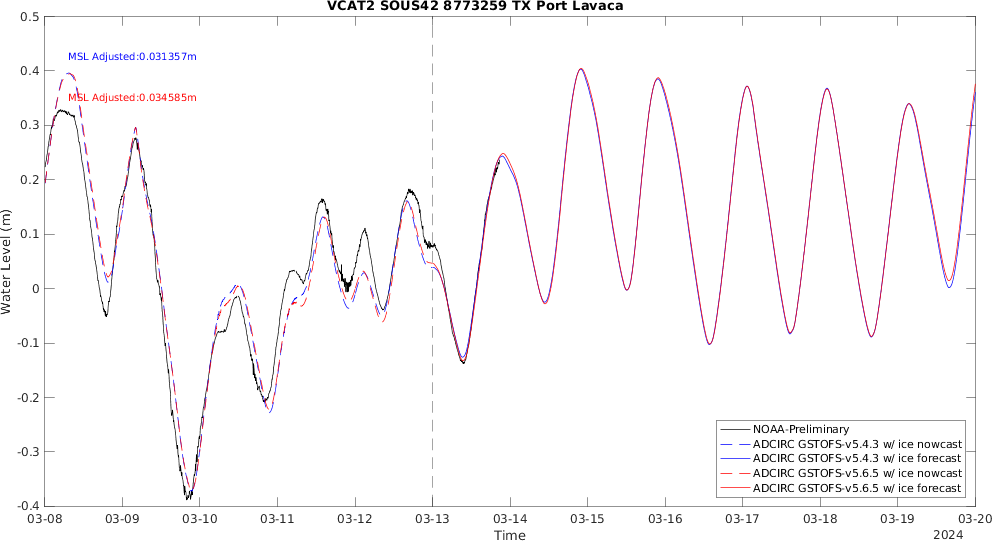 VCAT2 SOUS42 8773259 TX Port Lavaca
MSL Adjusted:0.031357m
MSL Adjusted:0.034585m
Water Level (m)
0.5
0.4
0.3
0.2
0.1
0
-0.1
-0.2
-0.3
-0.4
NOAA-Preliminary
ADCIRC GSTOFS-v5.4.3 w/ ice nowcast
ADCIRC GSTOFS-v5.4.3 w/ ice forecast
ADCIRC GSTOFS-v5.6.5 w/ ice nowcast
ADCIRC GSTOFS-v5.6.5 w/ ice forecast
03-08 03-09 03-10 03-11 03-12 03-13 03-14 03-15 03-16 03-17 03-18 03-19 03-20
Time
2024